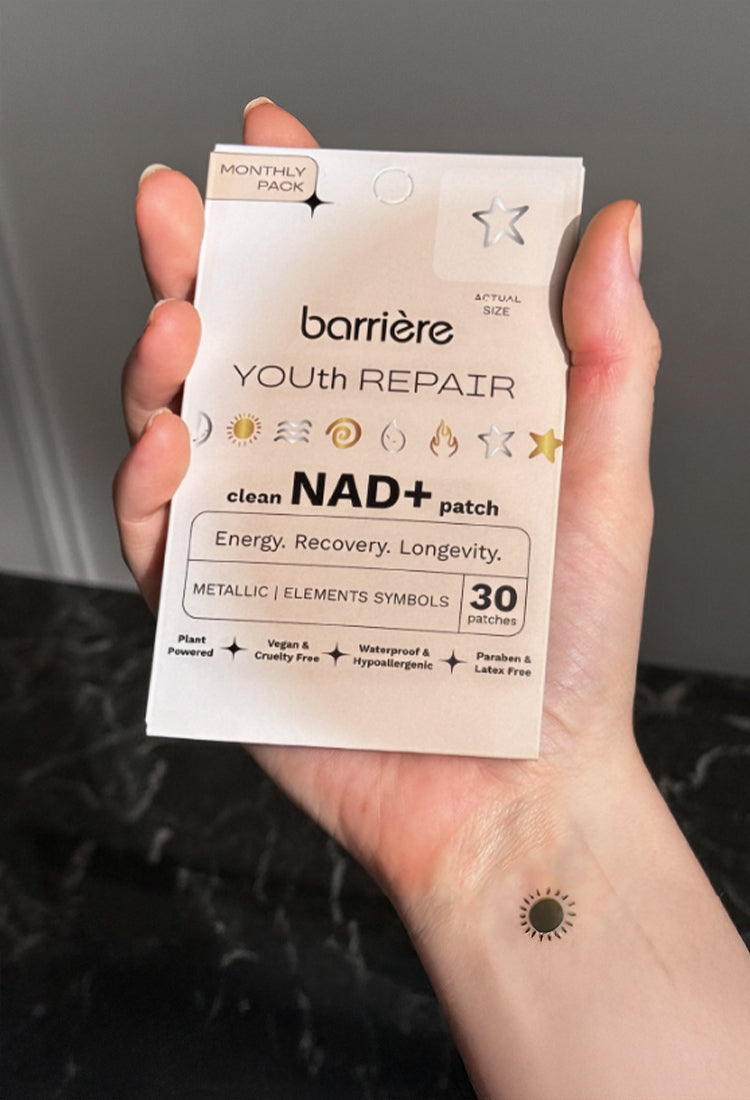 MONTHLY
PACK
ACTUAL
SIZE
barrière
YOUth REPAIR
clean NAD+ patch
Energy. Recovery. Longevity.
METALLIC | ELEMENTS SYMBOLS
30
patches
Plant
Powered
Vegan &
Cruelty Free
Waterproof &
Hypoallergenic
Paraben &
Latex Free